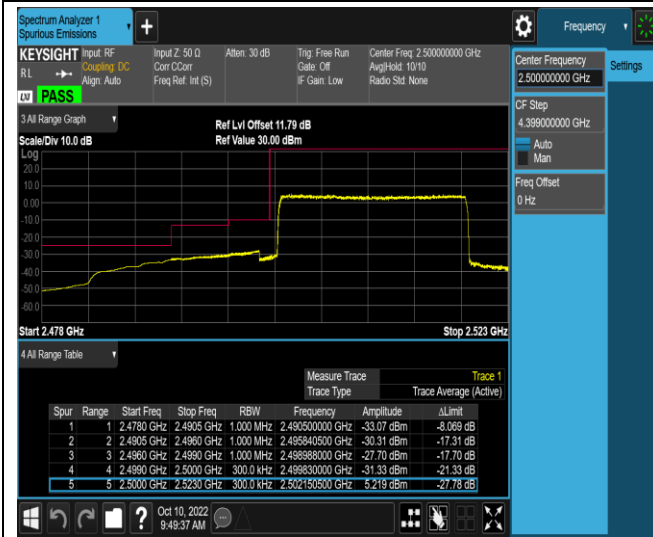 Spectrum Analyzer 1
Spurious Emissions
Frequency
KEYSIGHT
RL
PASS
Input: RF
Coupling: DC
Align: Auto
Input Z: 50 Ω
Corr CCorr
Freq Ref: Int (S)
Atten: 30 dB
Trig: Free Run
Gate: Off
IF Gain: Low
Center Freq: 2.500000000 GHz
Avg|Hold: 10/10
Radio Std: None
Center Frequency
2.500000000 GHz
Settings
CF Step
4.399000000 GHz
Auto
Man
Freq Offset
0 Hz
3 All Range Graph
Scale/Div 10.0 dB
Ref Lvl Offset 11.79 dB
Ref Value 30.00 dBm
Log
20.0
10.0
0.00
-10.0
-20.0
-30.0
-40.0
-50.0
-60.0
Start 2.478 GHz
Stop 2.523 GHz
4 All Range Table
Measure Trace Trace 1
Trace Type Trace Average (Active)
Spur Range Start Freq Stop Freq RBW Frequency Amplitude ΔLimit
1 1 2.4780 GHz 2.4905 GHz 1.000 MHz 2.490500000 GHz -33.07 dBm -8.069 dB
2 2 2.4905 GHz 2.4960 GHz 1.000 MHz 2.495840500 GHz -30.31 dBm -17.31 dB
3 3 2.4960 GHz 2.4990 GHz 1.000 MHz 2.498988000 GHz -27.70 dBm -17.70 dB
4 4 2.4990 GHz 2.5000 GHz 300.0 kHz 2.499830000 GHz -31.33 dBm -21.33 dB
5 5 2.5000 GHz 2.5230 GHz 300.0 kHz 2.502150500 GHz 5.219 dBm -27.78 dB
Oct 10, 2022
9:49:37 AM